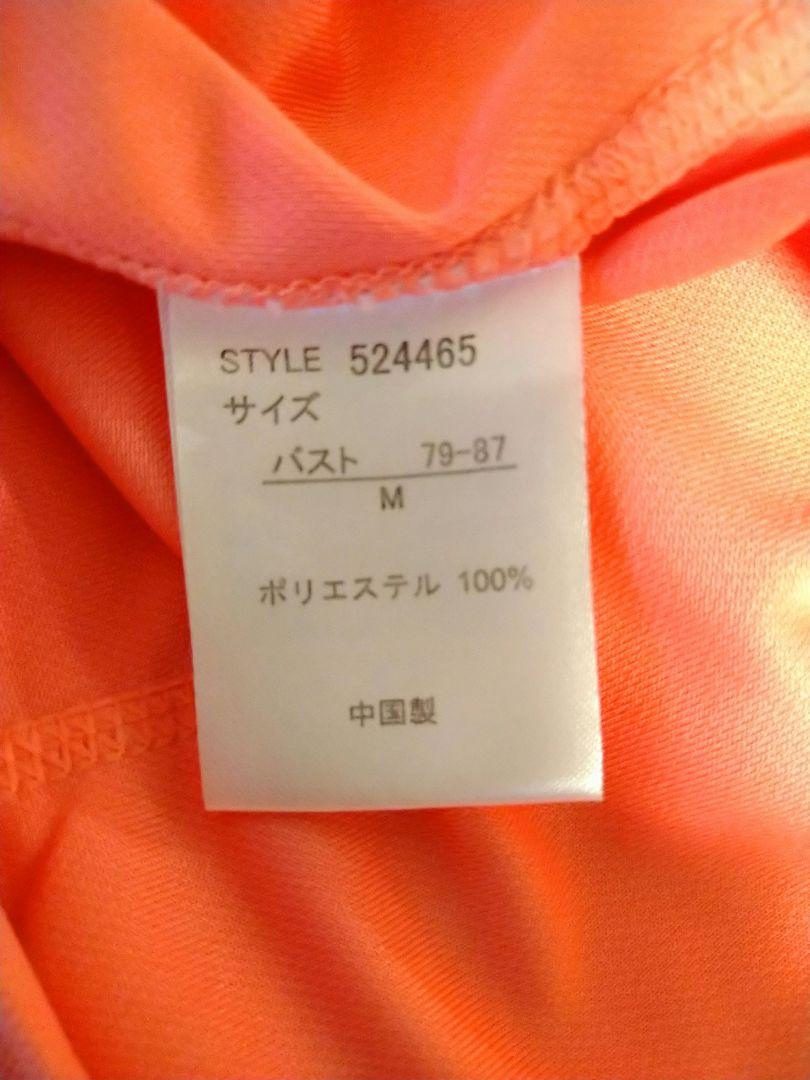 STYLE 524465
サイズ
バスト 79-87
M
ポリエステル 100%
中国製